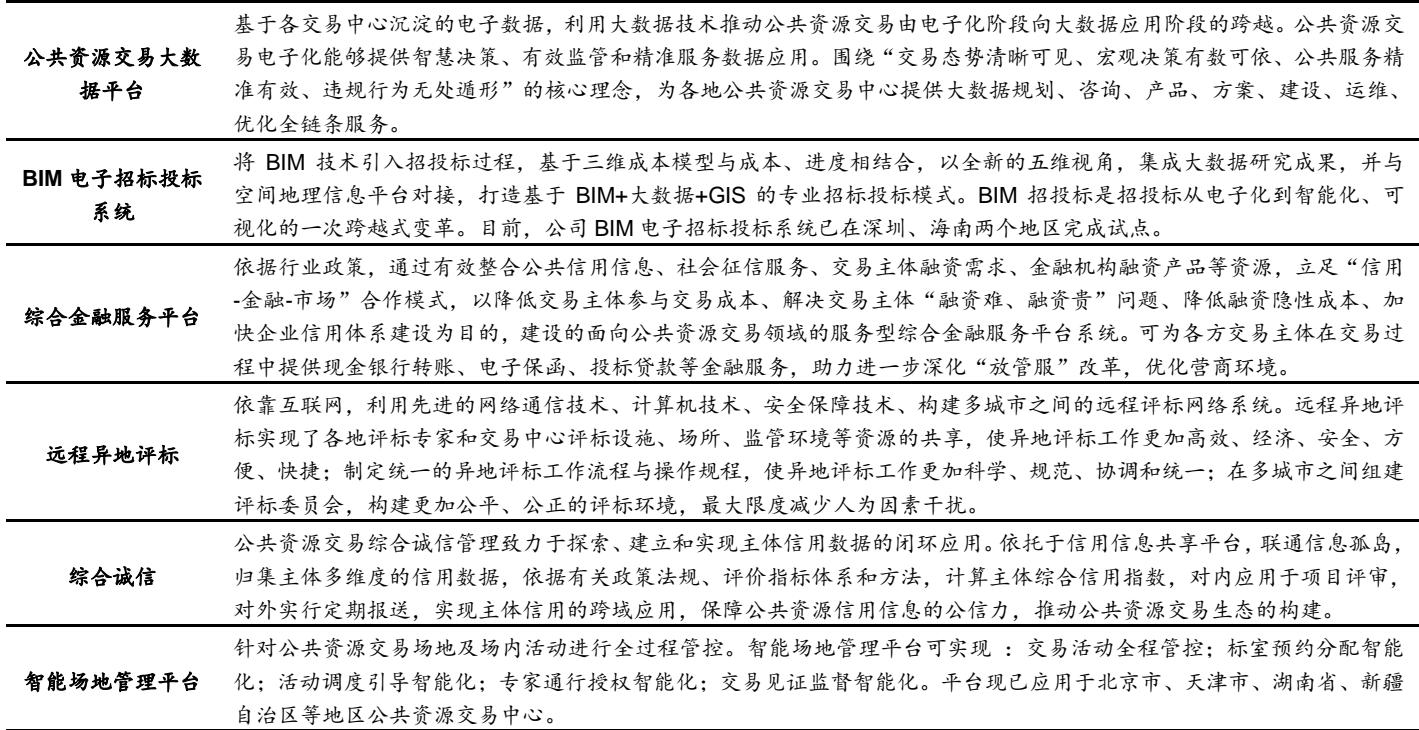 公共资源交易大数
据平台
基于各交易中心沉淀的电子数据，利用大数据技术推动公共资源交易由电子化阶段向大数据应用阶段的跨越。公共资源交
易电子化能够提供智慧决策、有效监管和精准服务数据应用。围绕“交易态势清晰可见、宏观决策有数可依、公共服务精
准有效、违规行为无处遁形”的核心理念，为各地公共资源交易中心提供大数据规划、咨询、产品、方案、建设、运维、
优化全链条服务。
BIM 电子招标投标
系统
将 BIM 技术引入招投标过程，基于三维成本模型与成本、进度相结合，以全新的五维视角，集成大数据研究成果，并与
空间地理信息平台对接，打造基于 BIM+大数据+GIS 的专业招标投标模式。BIM 招投标是招投标从电子化到智能化、可
视化的一次跨越式变革。目前，公司 BIM 电子招标投标系统已在深圳、海南两个地区完成试点。
综合金融服务平台
依据行业政策，通过有效整合公共信用信息、社会征信服务、交易主体融资需求、金融机构融资产品等资源，立足“信用
-金融-市场”合作模式，以降低交易主体参与交易成本、解决交易主体“融资难、融资贵”问题、降低融资隐性成本、加
快企业信用体系建设为目的，建设的面向公共资源交易领域的服务型综合金融服务平台系统。可为各方交易主体在交易过
程中提供现金银行转账、电子保函、投标贷款等金融服务，助力进一步深化“放管服”改革，优化营商环境。
远程异地评标
依靠互联网，利用先进的网络通信技术、计算机技术、安全保障技术、构建多城市之间的远程评标网络系统。远程异地评
标实现了各地评标专家和交易中心评标设施、场所、监管环境等资源的共享，使异地评标工作更加高效、经济、安全、方
便、快捷；制定统一的异地评标工作流程与操作规程，使异地评标工作更加科学、规范、协调和统一；在多城市之间组建
评标委员会，构建更加公平、公正的评标环境，最大限度减少人为因素干扰。
综合诚信
公共资源交易综合诚信管理致力于探索、建立和实现主体信用数据的闭环应用。依托于信用信息共享平台，联通信息孤岛，
归集主体多维度的信用数据，依据有关政策法规、评价指标体系和方法，计算主体综合信用指数，对内应用于项目评审，
对外实行定期报送，实现主体信用的跨域应用，保障公共资源信用信息的公信力，推动公共资源交易生态的构建。
智能场地管理平台
针对公共资源交易场地及场内活动进行全过程管控。智能场地管理平台可实现 ：交易活动全程管控；标室预约分配智能
化；活动调度引导智能化；专家通行授权智能化；交易见证监督智能化。平台现已应用于北京市、天津市、湖南省、新疆
自治区等地区公共资源交易中心。